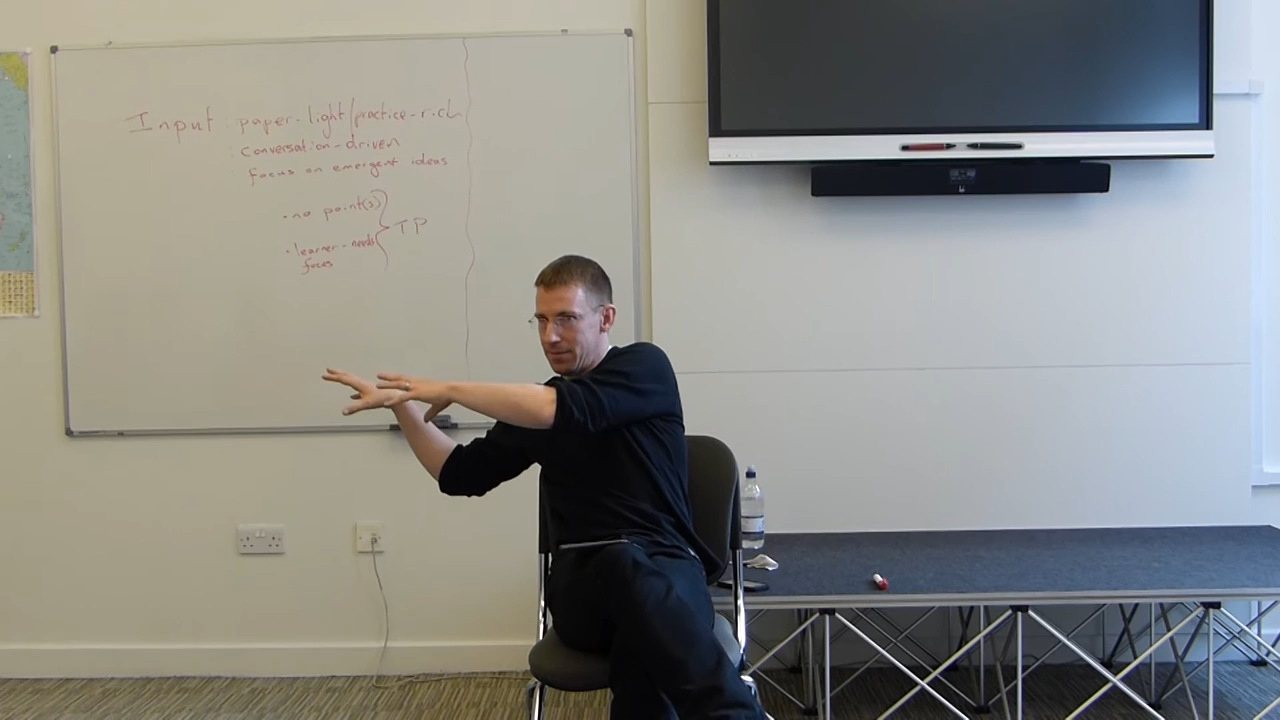 Input : paper-light/practice-rich
: conversation-driven
: focus on emergent ideas
· no point(s)
} TP
· learner-needs
focus